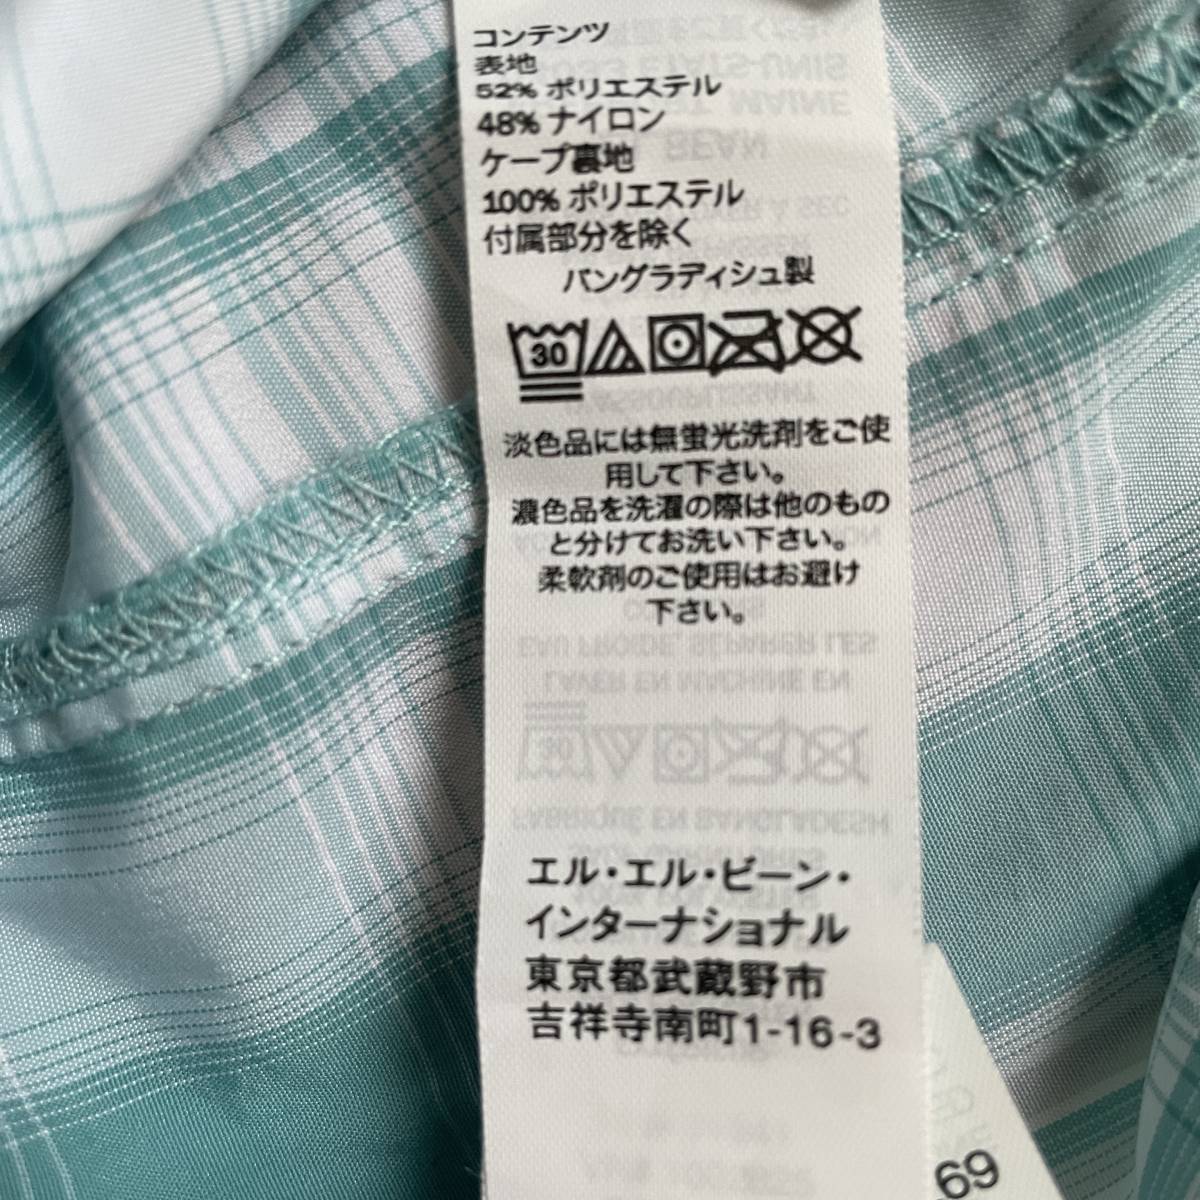 コンテンツ
表地
52% ポリエステル
48% ナイロン
ケープ裏地
100% ポリエステル
付属部分を除く
バングラディシュ製
30
淡色品には無蛍光洗剤をご使
用して下さい。
濃色品を洗濯の際は他のもの
と分けてお洗い下さい。
柔軟剤のご使用はお避け
下さい。
エル・エル・ビーン・
インターナショナル
東京都武蔵野市
吉祥寺南町1-16-3
69